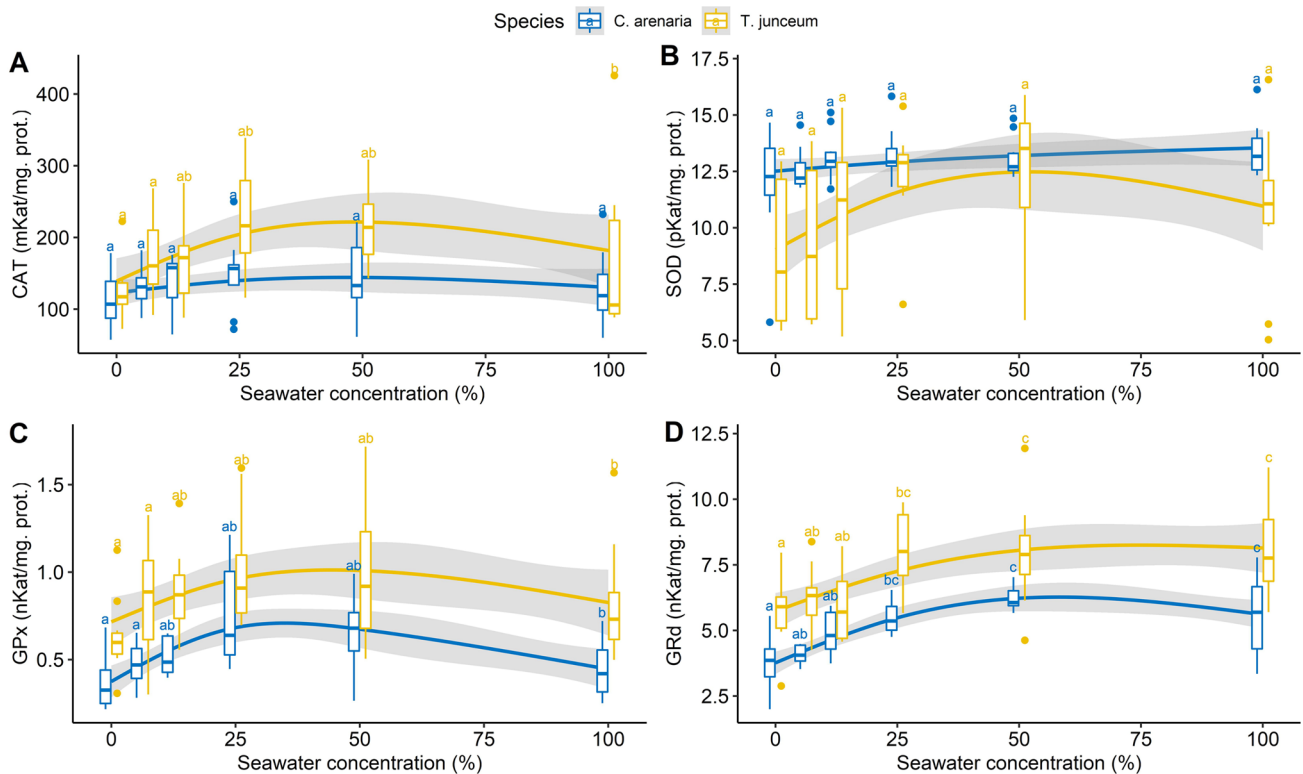 Species a C. arenaria a T. junceum
A
CAT (mKat/mg. prot.)
400
300
200
100
a a a a a ab a a ab a ab a ab a b
0 25 50 75 100
Seawater concentration (%)
B
SOD (pKat/mg. prot.)
17.5
15.0
12.5
10.0
7.5
5.0
a a a a a a a a a a a a
0 25 50 75 100
Seawater concentration (%)
C
GPx (nKat/mg. prot.)
1.5
1.0
0.5
a a a a ab ab ab ab ab ab b b
0 25 50 75 100
Seawater concentration (%)
D
GRd (nKat/mg. prot.)
12.5
10.0
7.5
5.0
2.5
a a ab ab ab ab bc bc c c c c
0 25 50 75 100
Seawater concentration (%)